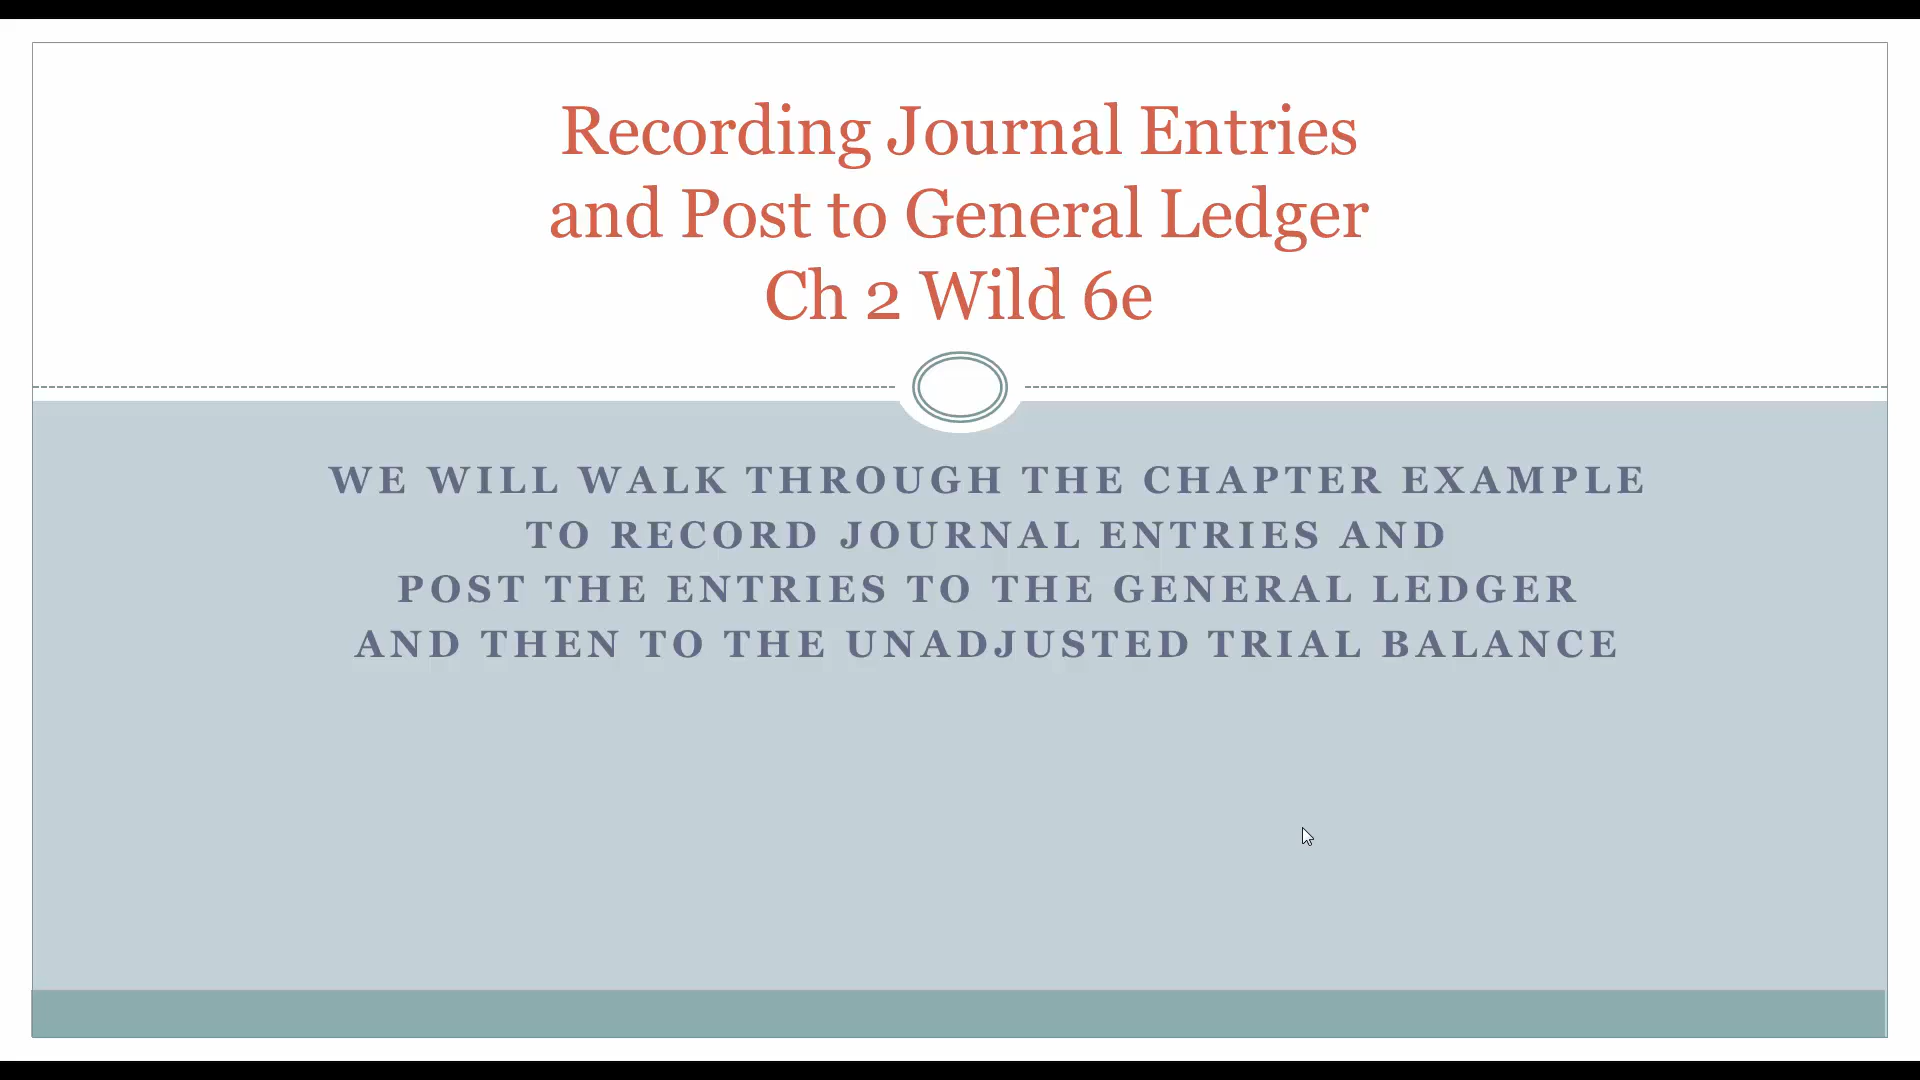 Recording Journal Entries
and Post to General Ledger
Ch 2 Wild 6e
WE WILL WALK THROUGH THE CHAPTER EXAMPLE
TO RECORD JOURNAL ENTRIES AND
POST THE ENTRIES TO THE GENERAL LEDGER
AND THEN TO THE UNADJUSTED TRIAL BALANCE